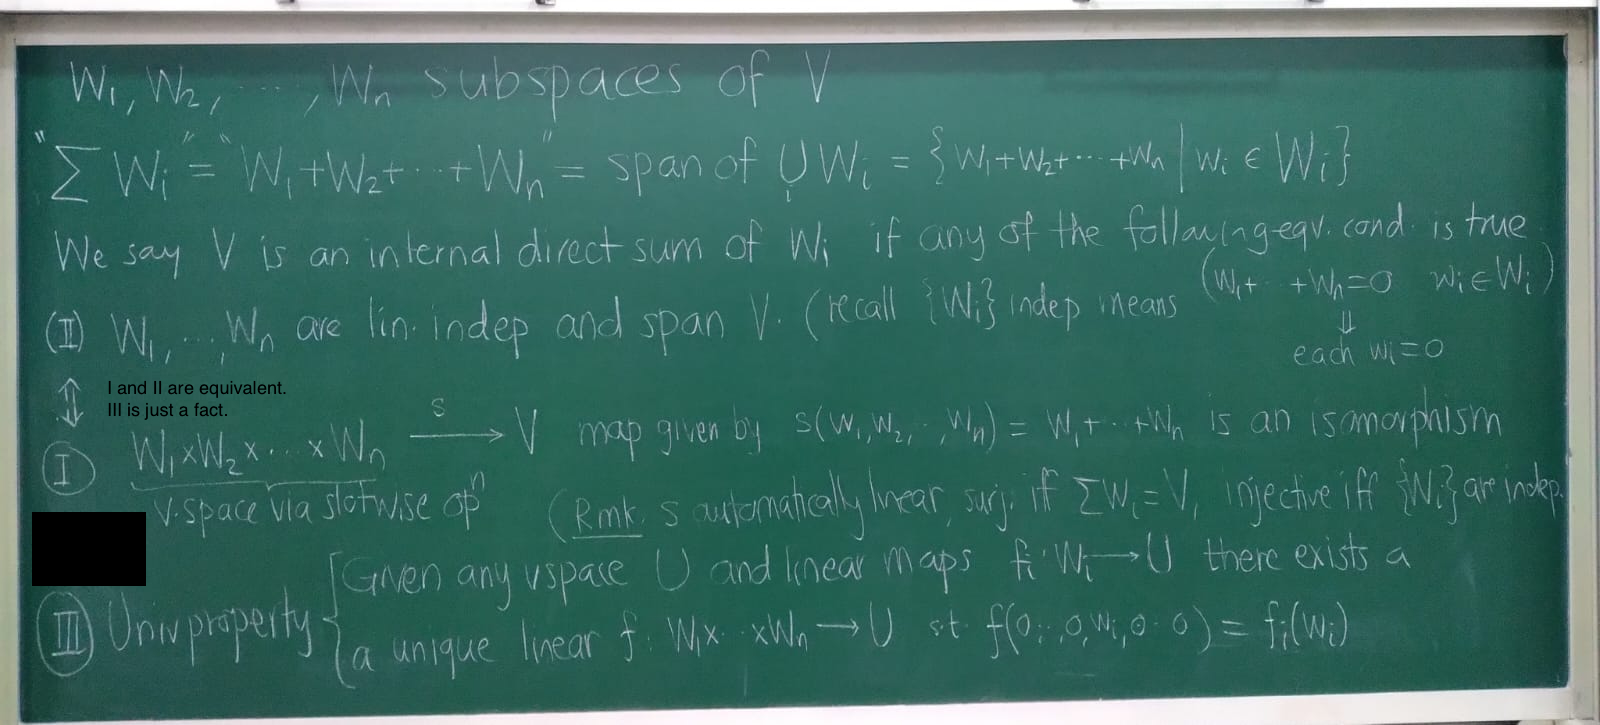 W₁, W₂, ⋯, Wₙ subspaces of V
"∑ Wᵢ" = "W₁+W₂+⋯+Wₙ" = span of ⋃ᵢ Wᵢ = {w₁+w₂+⋯+wₙ | wᵢ ∈ Wᵢ}
We say V is an internal direct sum of Wᵢ if any of the following eqv. cond. is true
(II) W₁, ⋯, Wₙ are lin. indep and span V. (recall {Wᵢ} indep means (w₁+⋯+wₙ=0 wᵢ∈Wᵢ)
⇓
each wᵢ=0
⇕ I and II are equivalent.
III is just a fact.
(I) W₁×W₂×⋯×Wₙ —s→ V map given by s(w₁,w₂,⋯,wₙ) = w₁+⋯+wₙ is an isomorphism
v.space via slotwise opⁿ (Rmk. s automatically linear, surj. if ∑Wᵢ=V, injective iff {Wᵢ} are indep.
(III) Univ property { [Given any vspace U and linear maps fᵢ: Wᵢ → U there exists a
a unique linear f: W₁×⋯×Wₙ → U s.t. f(0,⋯,0,wᵢ,0⋯0) = fᵢ(wᵢ)